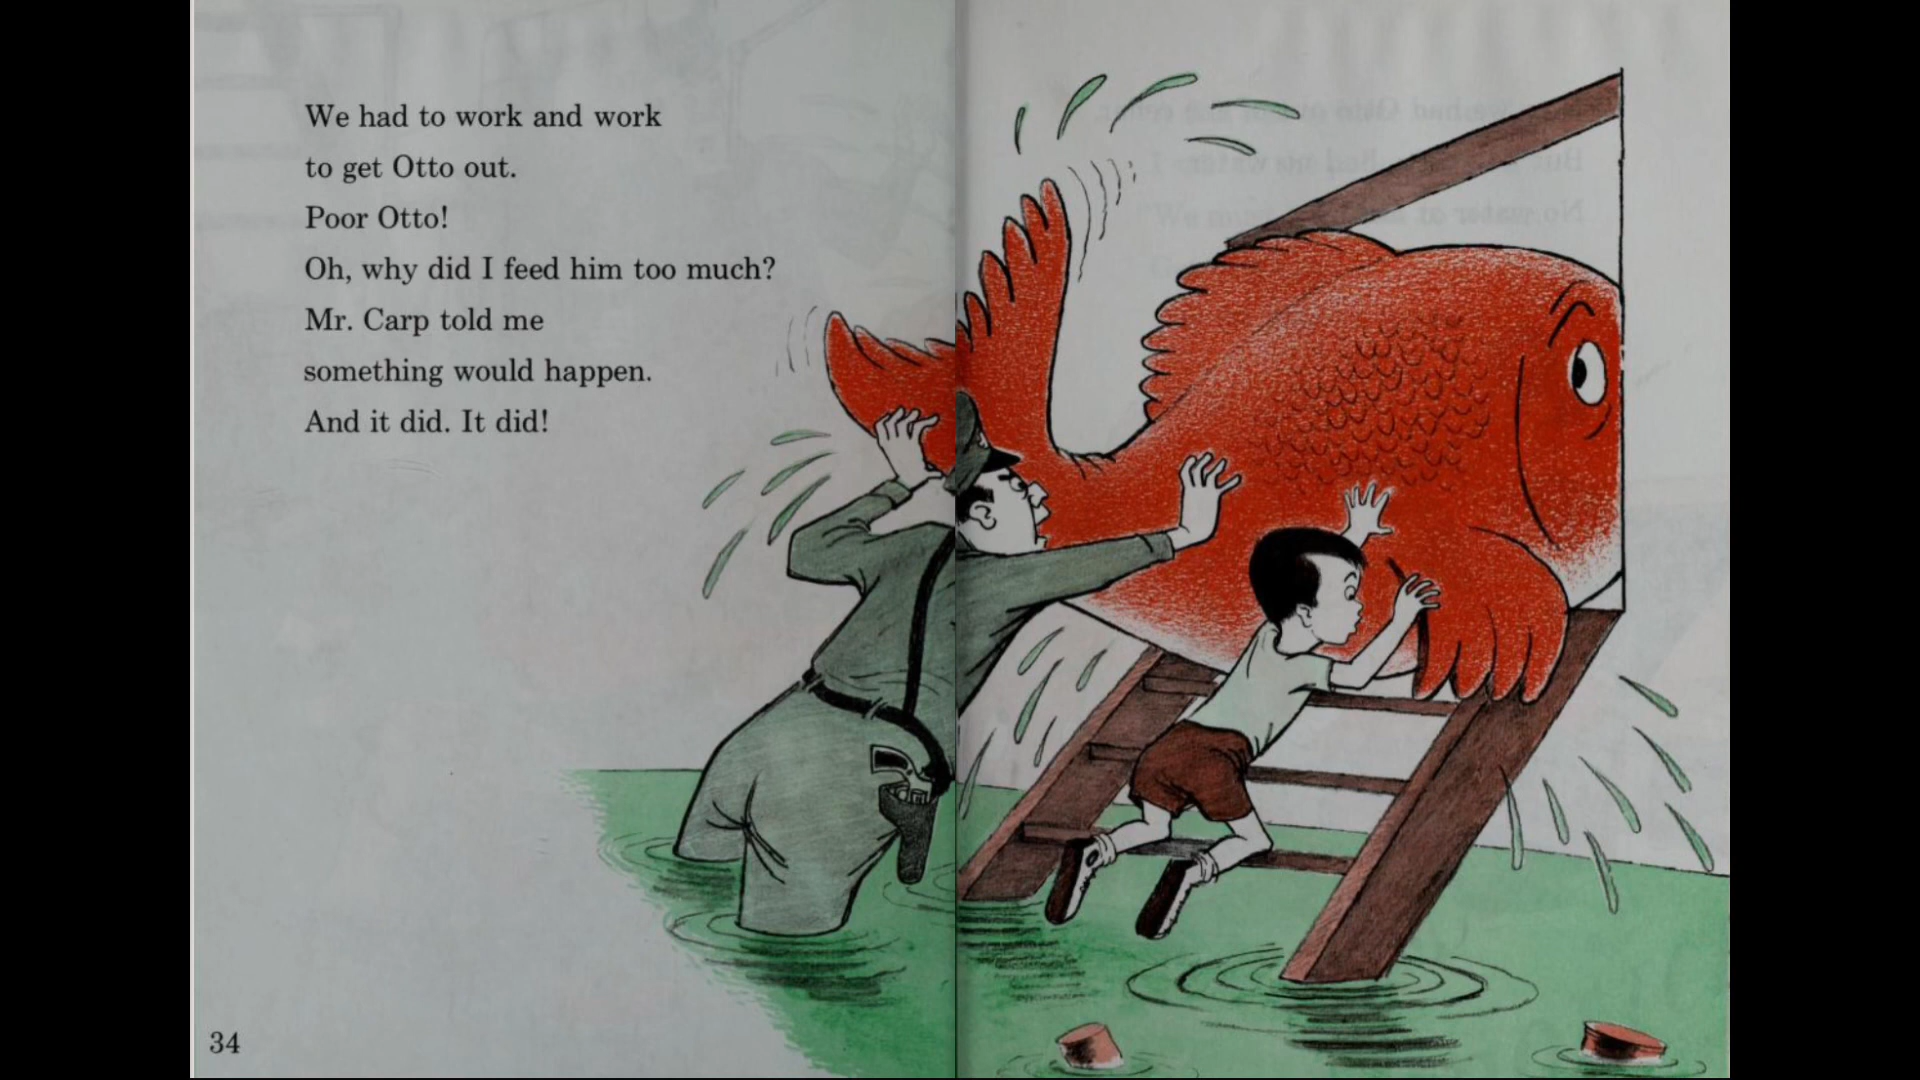 We had to work and work
to get Otto out.
Poor Otto!
Oh, why did I feed him too much?
Mr. Carp told me
something would happen.
And it did. It did!
34